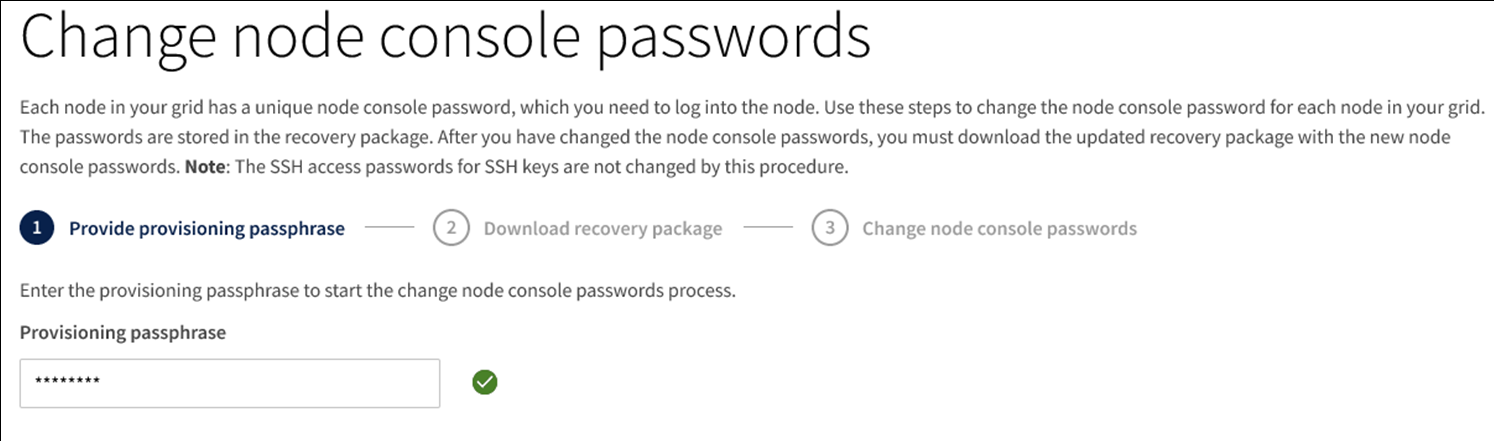 Change node console passwords
Each node in your grid has a unique node console password, which you need to log into the node. Use these steps to change the node console password for each node in your grid.
The passwords are stored in the recovery package. After you have changed the node console passwords, you must download the updated recovery package with the new node
console passwords. Note: The SSH access passwords for SSH keys are not changed by this procedure.
1 Provide provisioning passphrase 2 Download recovery package 3 Change node console passwords
Enter the provisioning passphrase to start the change node console passwords process.
Provisioning passphrase
********